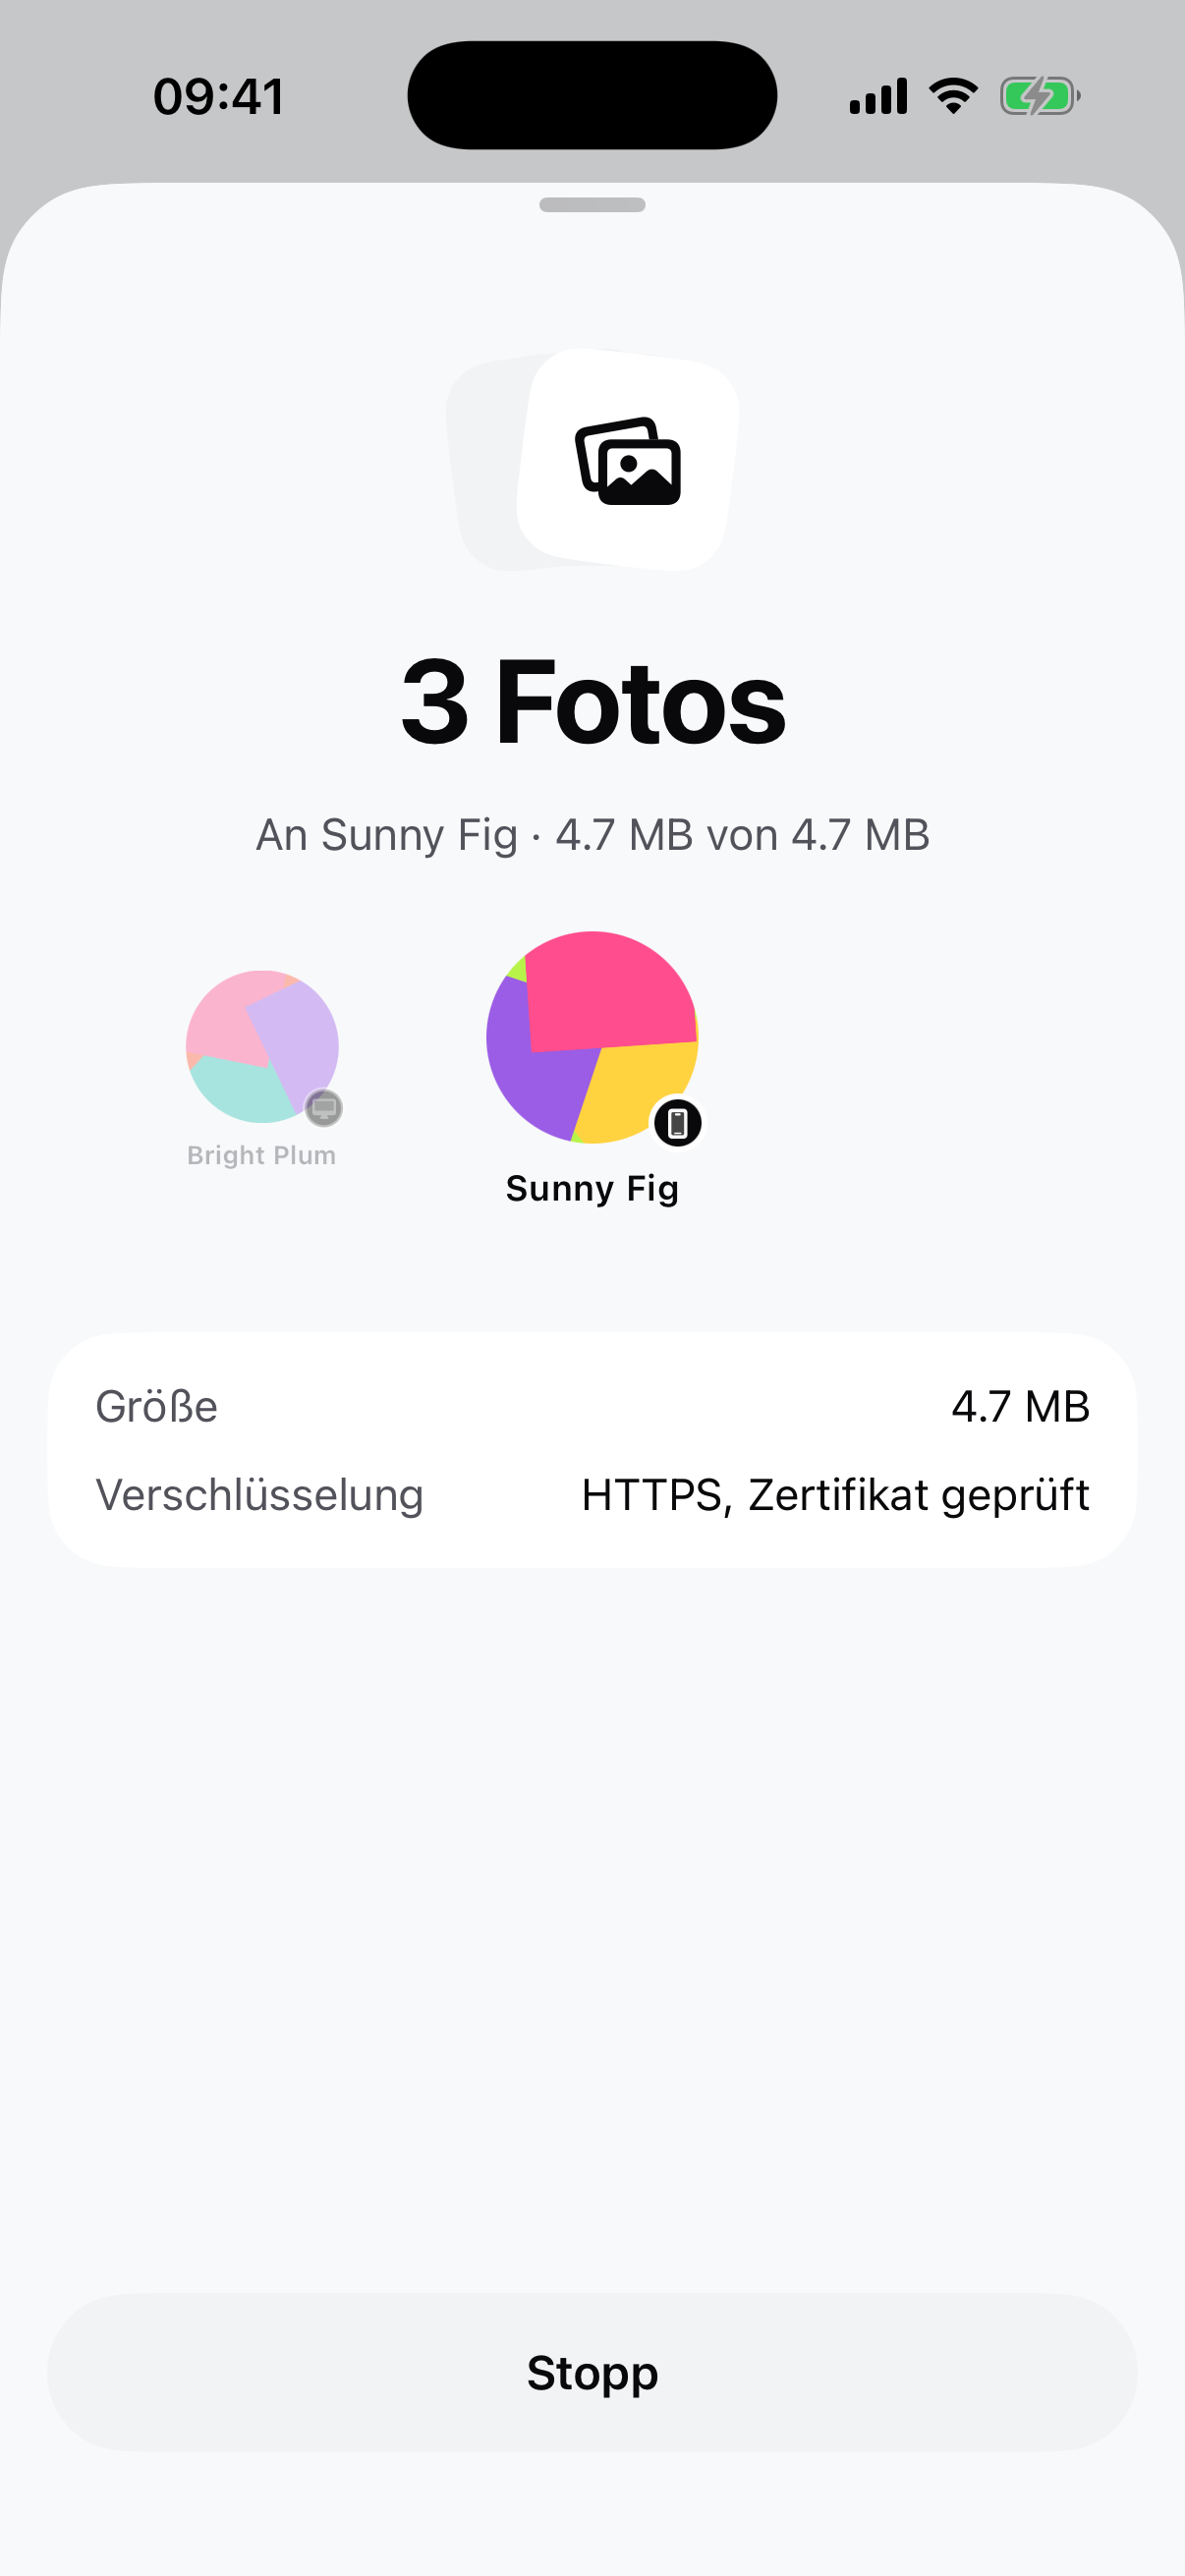 09:41
3 Fotos
An Sunny Fig · 4.7 MB von 4.7 MB
Bright Plum
Sunny Fig
Größe 4.7 MB
Verschlüsselung HTTPS, Zertifikat geprüft
Stopp